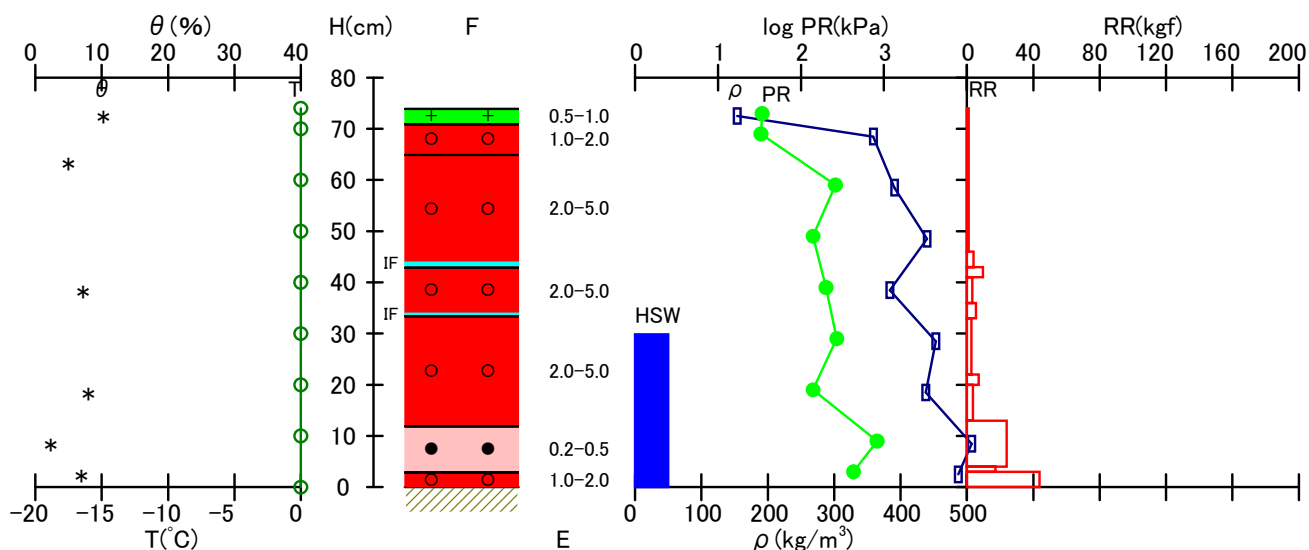 θ (%) H(cm) F log PR(kPa) RR(kgf)
0 10 20 30 40 0 1 2 3 0 40 80 120 160 200
80
θ T ρ PR RR
0.5-1.0
70
1.0-2.0
60
2.0-5.0
50
IF
40
2.0-5.0
IF
HSW
30
2.0-5.0
20
10
0.2-0.5
1.0-2.0
0
-20 -15 -10 -5 0 0 100 200 300 400 500
T(°C) E ρ (kg/m³)